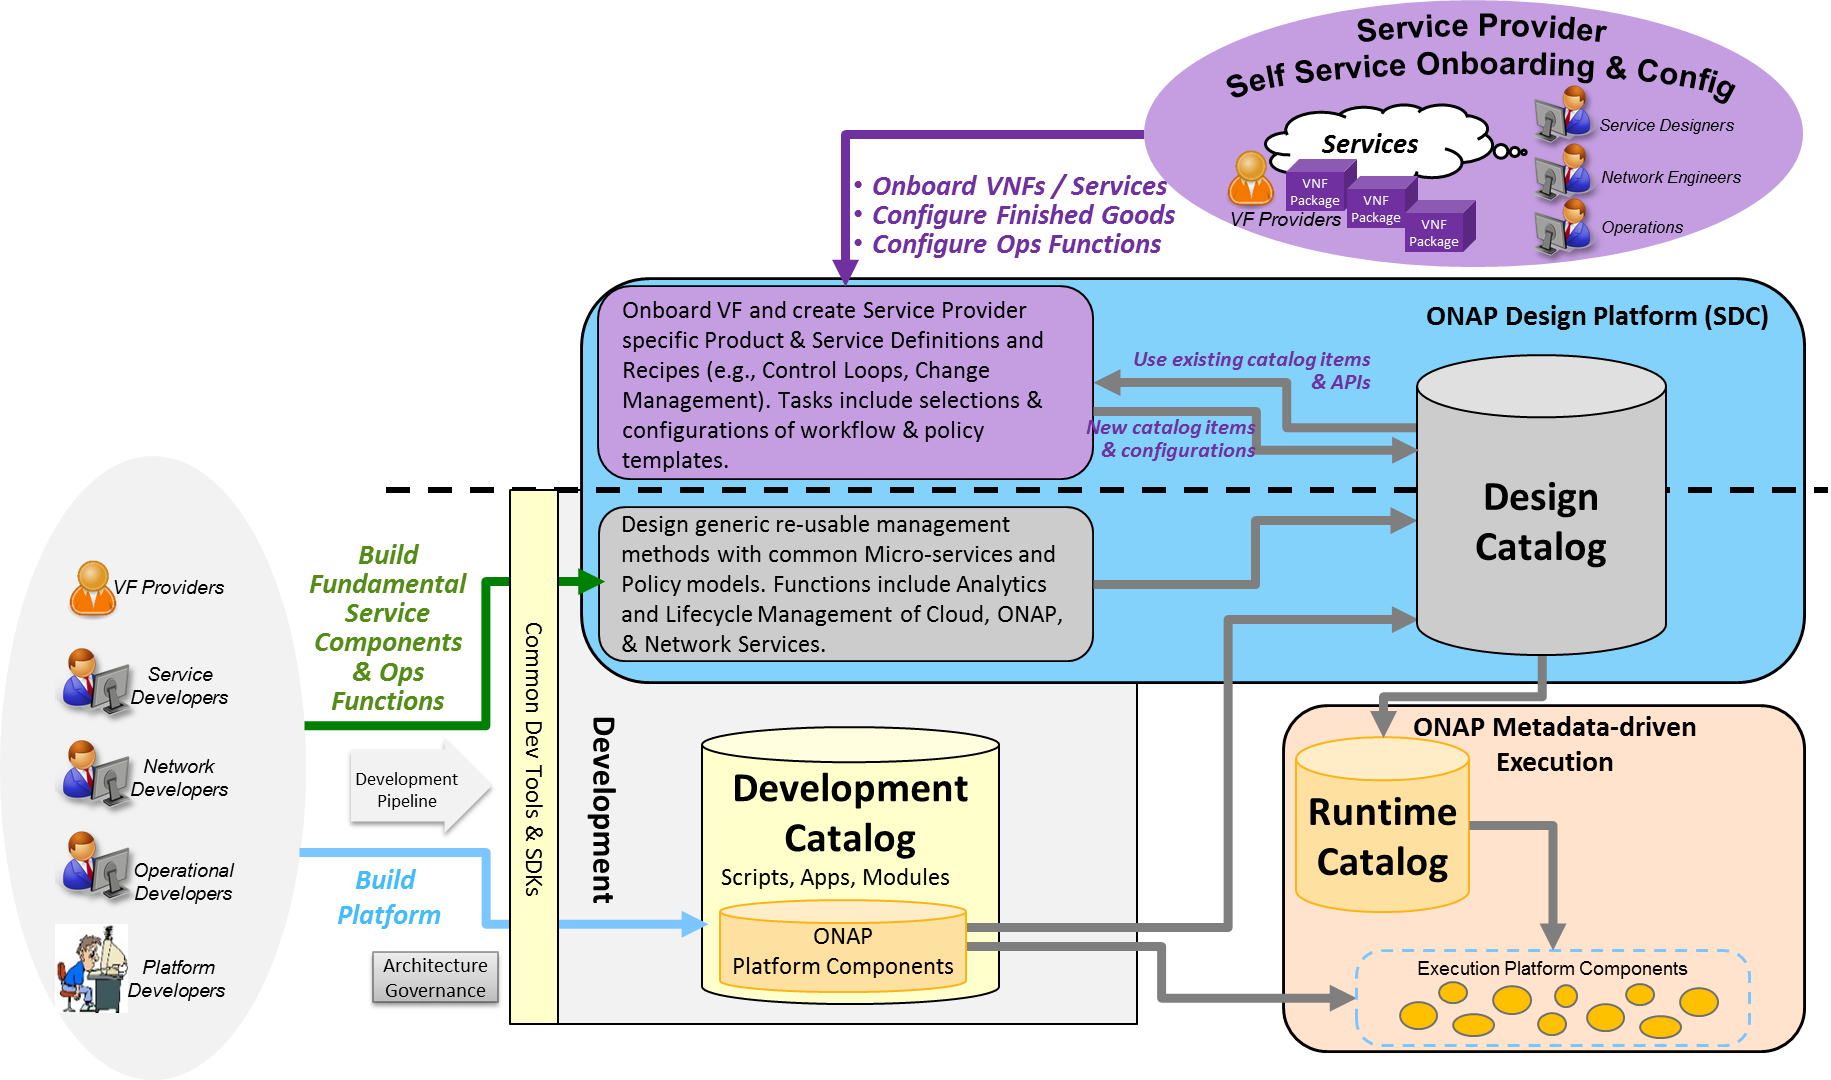 Service Provider
Self Service Onboarding & Config
Services
VF Providers
VNF
Package
VNF
Package
VNF
Package
Service Designers
Network Engineers
Operations
• Onboard VNFs / Services
• Configure Finished Goods
• Configure Ops Functions
ONAP Design Platform (SDC)
Onboard VF and create Service Provider
specific Product & Service Definitions and
Recipes (e.g., Control Loops, Change
Management). Tasks include selections &
configurations of workflow & policy
templates.
Use existing catalog items
& APIs
New catalog items
& configurations
Design
Catalog
Design generic re-usable management
methods with common Micro-services and
Policy models. Functions include Analytics
and Lifecycle Management of Cloud, ONAP,
& Network Services.
VF Providers
Service
Developers
Network
Developers
Operational
Developers
Platform
Developers
Build
Fundamental
Service
Components
& Ops
Functions
Development
Pipeline
Build
Platform
Architecture
Governance
Common Dev Tools & SDKs
Development
Development
Catalog
Scripts, Apps, Modules
ONAP
Platform Components
ONAP Metadata-driven
Execution
Runtime
Catalog
Execution Platform Components